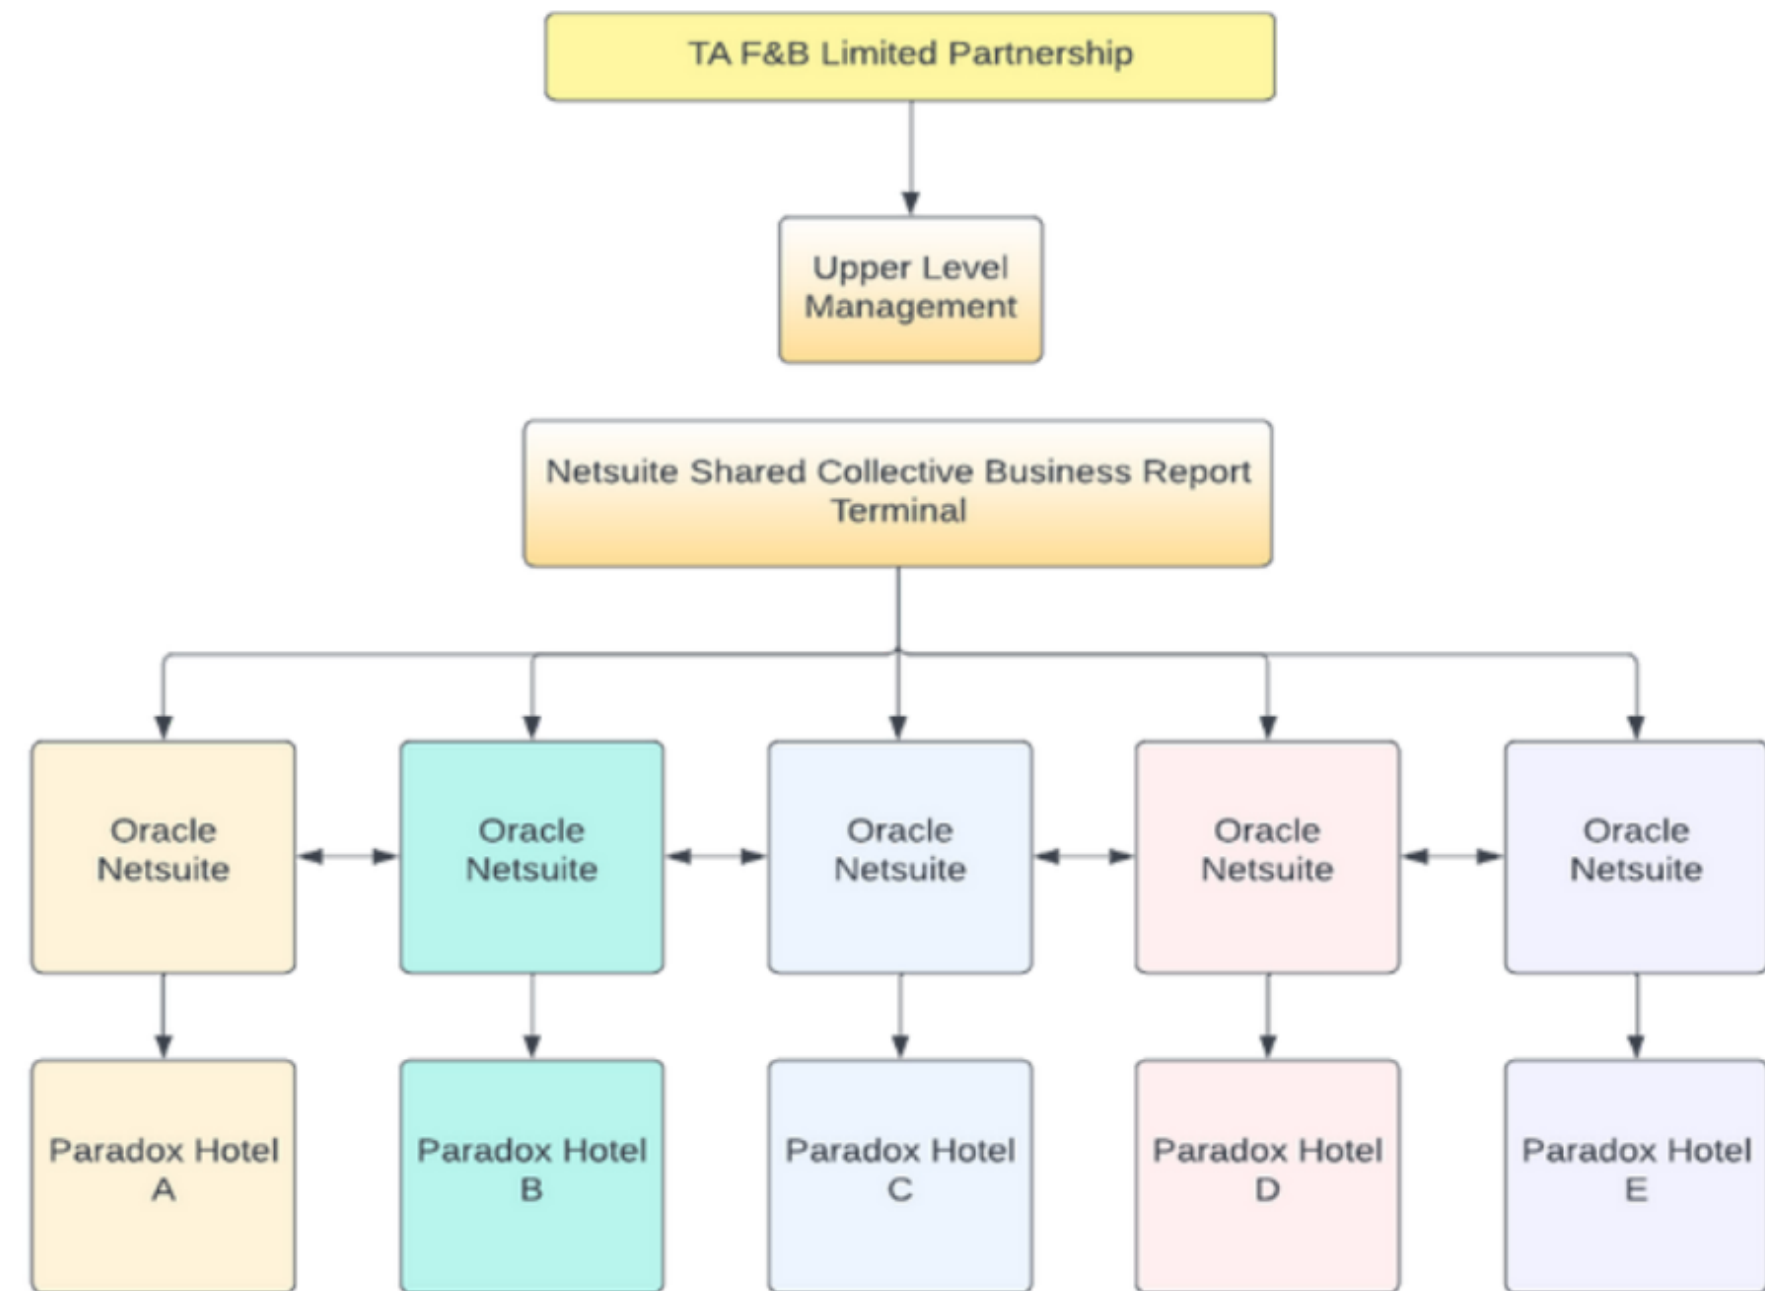 TA F&B Limited Partnership
Upper Level
Management
Netsuite Shared Collective Business Report
Terminal
Oracle
Netsuite
Oracle
Netsuite
Oracle
Netsuite
Oracle
Netsuite
Oracle
Netsuite
Paradox Hotel
A
Paradox Hotel
B
Paradox Hotel
C
Paradox Hotel
D
Paradox Hotel
E